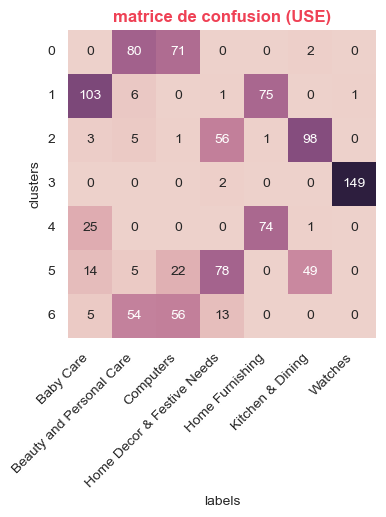 matrice de confusion (USE)
0 0 80 71 0 0 2 0
1 103 6 0 1 75 0 1
2 3 5 1 56 1 98 0
3 0 0 0 2 0 0 149
4 25 0 0 0 74 1 0
5 14 5 22 78 0 49 0
6 5 54 56 13 0 0 0
clusters
Baby Care
Beauty and Personal Care
Computers
Home Decor & Festive Needs
Home Furnishing
Kitchen & Dining
Watches
labels